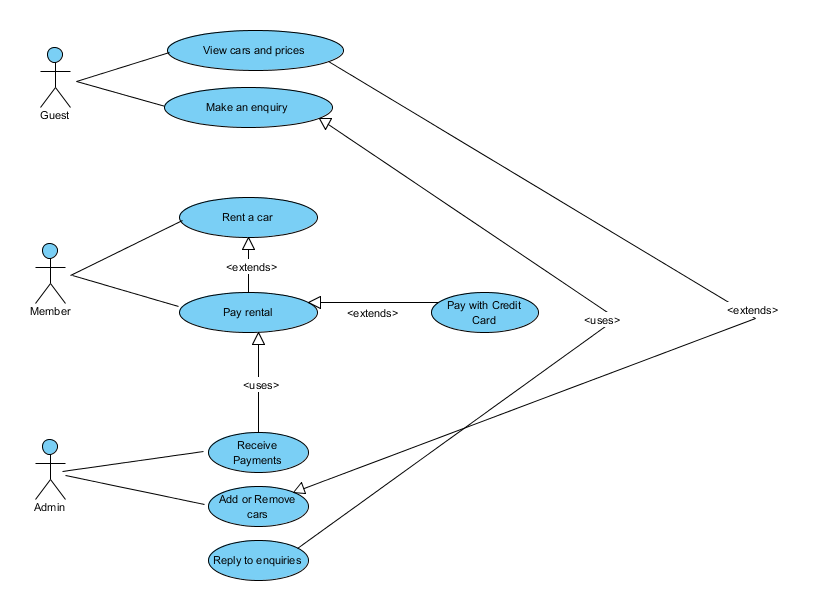 View cars and prices
Guest
Make an enquiry
Rent a car
<extends>
Member
Pay rental
Pay with Credit
Card
<extends>
<uses>
<extends>
<uses>
Receive
Payments
Admin
Add or Remove
cars
Reply to enquiries